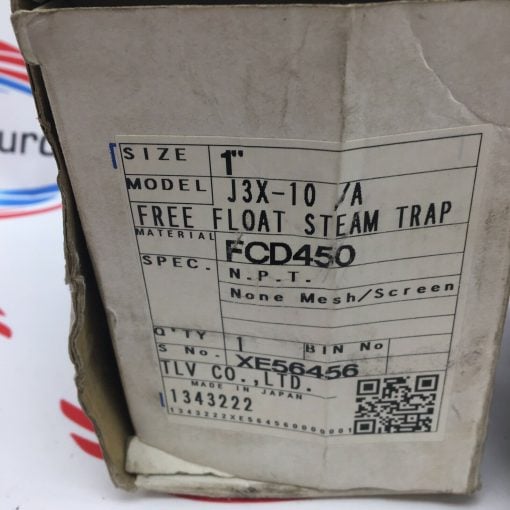 SIZE 1"
MODEL J3X-10 /A
FREE FLOAT STEAM TRAP
MATERIAL FCD450
SPEC. N.P.T.
None Mesh/Screen
Q'TY 1 BIN No
S No. XE56456
TLV CO.,LTD.
MADE IN JAPAN
1343222
1343222XE564560000001